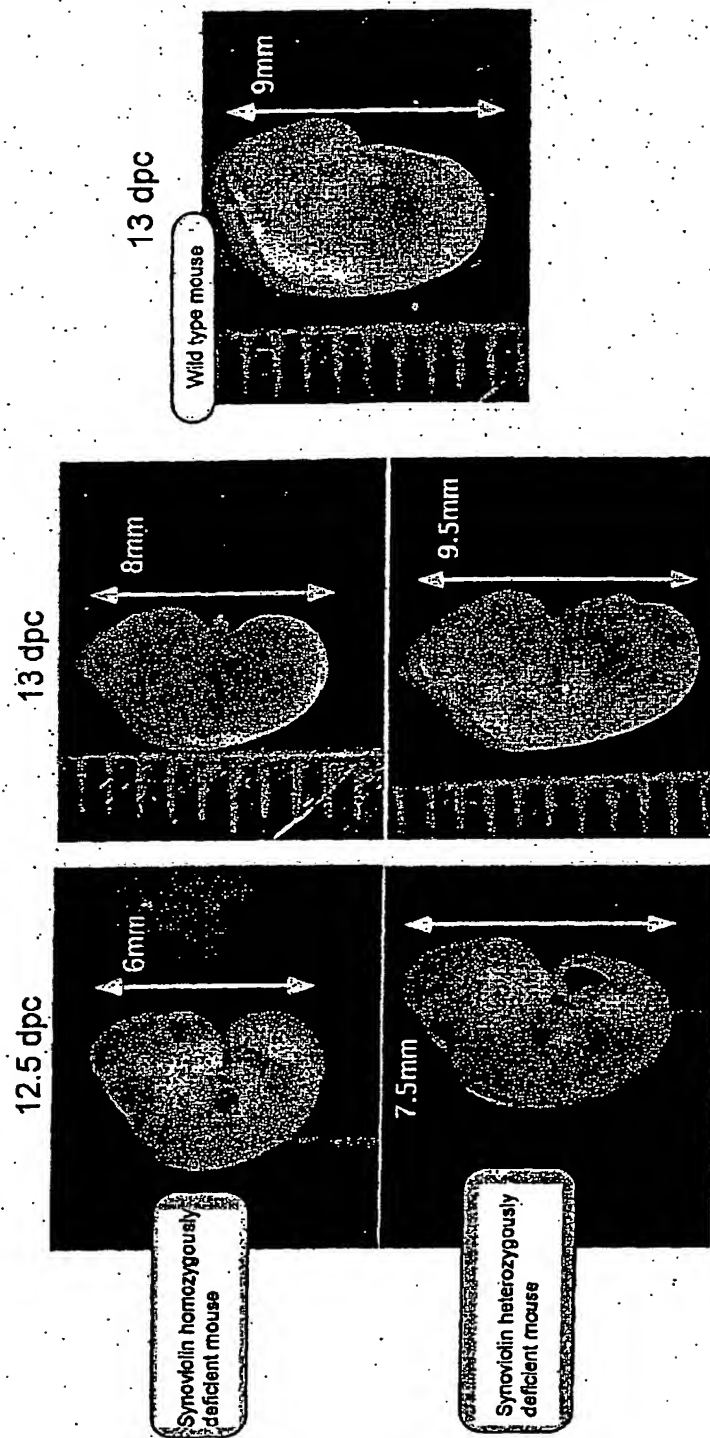 12.5 dpc
13 dpc
13 dpc
Synoviolin homozygously
deficient mouse
6mm
8mm
Wild type mouse
9mm
Synoviolin heterozygously
deficient mouse
7.5mm
9.5mm